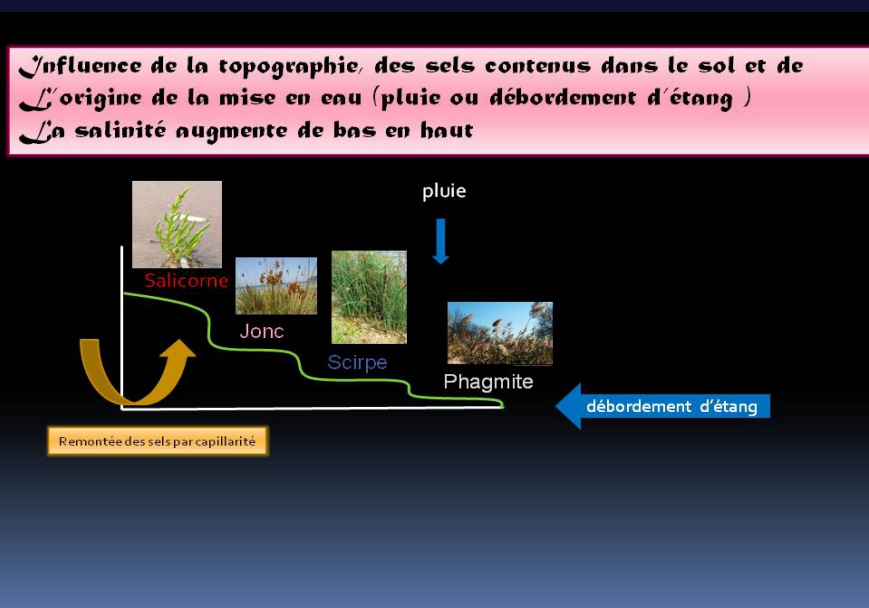 Influence de la topographie, des sels contenus dans le sol et de
L'origine de la mise en eau (pluie ou débordement d'étang )
La salinité augmente de bas en haut
pluie
Salicorne
Jonc
Scirpe
Phagmite
débordement d'étang
Remontée des sels par capillarité